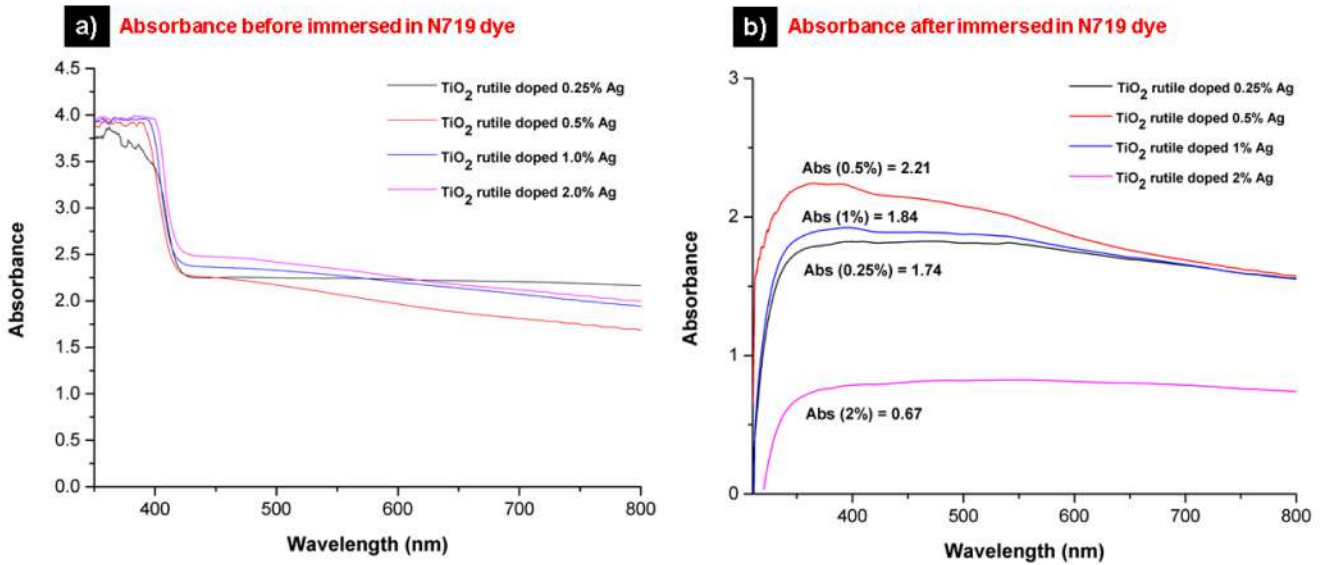 a) Absorbance before immersed in N719 dye
4.5
4.0
3.5
3.0
2.5
2.0
1.5
1.0
0.5
0.0
Absorbance
TiO2 rutile doped 0.25% Ag
TiO2 rutile doped 0.5% Ag
TiO2 rutile doped 1.0% Ag
TiO2 rutile doped 2.0% Ag
400 500 600 700 800
Wavelength (nm)
b) Absorbance after immersed in N719 dye
3
2
1
0
Absorbance
TiO2 rutile doped 0.25% Ag
TiO2 rutile doped 0.5% Ag
TiO2 rutile doped 1% Ag
TiO2 rutile doped 2% Ag
Abs (0.5%) = 2.21
Abs (1%) = 1.84
Abs (0.25%) = 1.74
Abs (2%) = 0.67
400 500 600 700 800
Wavelength (nm)